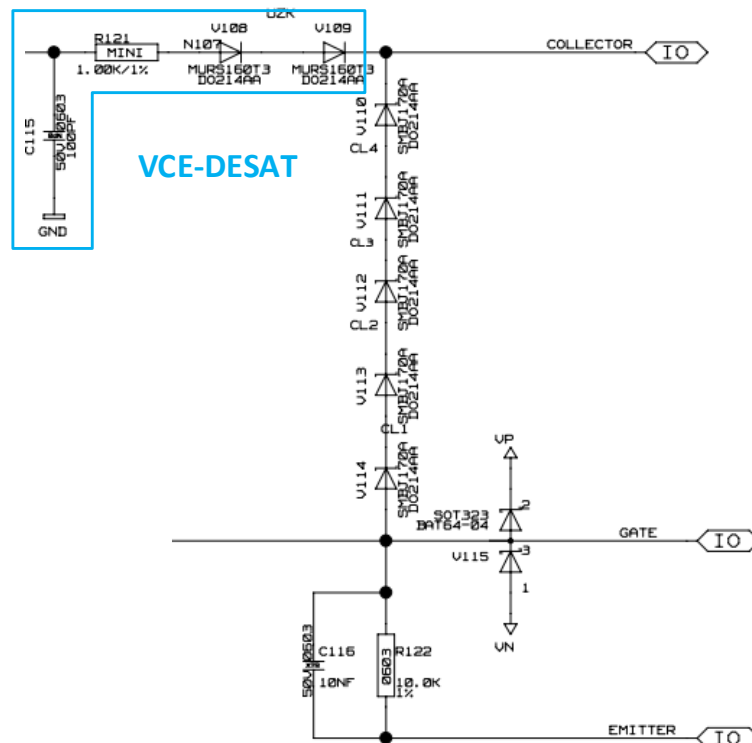 UZK
R121
MINI
1.00K/1%
N107
V108
MURS160T3
DO214AA
V109
MURS160T3
DO214AA
COLLECTOR
IO
C115
50V 0603
100PF
GND
VCE-DESAT
V110
SMBJ170A
DO214AA
CL4
V111
SMBJ170A
DO214AA
CL3
V112
SMBJ170A
DO214AA
CL2
V113
SMBJ170A
DO214AA
CL1
V114
SMBJ170A
DO214AA
VP
2
SOT323
BAT64-04
GATE
IO
V115
3
1
VN
C116
50V 0603
X7R
10NF
R122
0603
10.0K
1%
EMITTER
IO